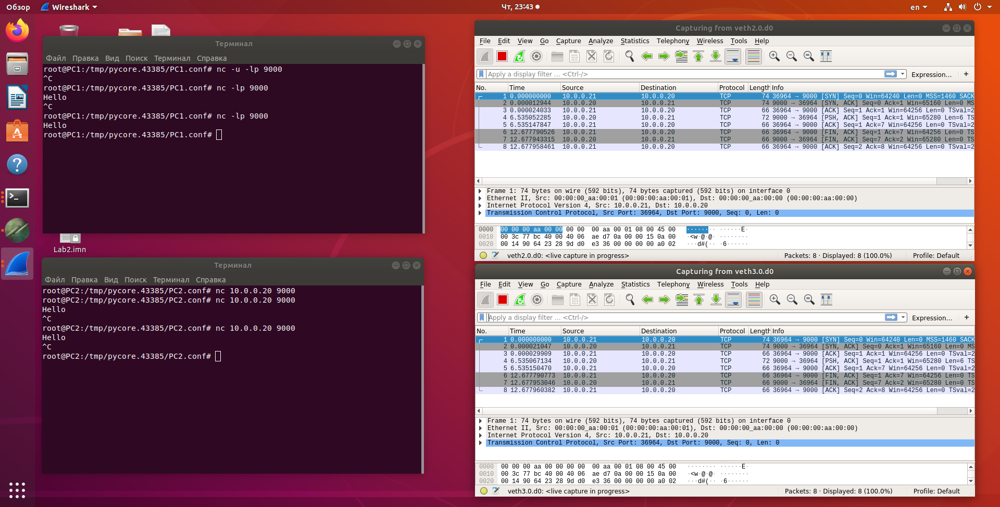 Обзор
Wireshark
Чт, 23:43
en
Терминал
Файл Правка Вид Поиск Терминал Справка
root@PC1:/tmp/pycore.43385/PC1.conf# nc -u -lp 9000
^C
root@PC1:/tmp/pycore.43385/PC1.conf# nc -lp 9000
Hello
^C
root@PC1:/tmp/pycore.43385/PC1.conf# nc -lp 9000
Hello
root@PC1:/tmp/pycore.43385/PC1.conf#
Lab2.imn
Терминал
Файл Правка Вид Поиск Терминал Справка
root@PC2:/tmp/pycore.43385/PC2.conf# nc 10.0.0.20 9000
root@PC2:/tmp/pycore.43385/PC2.conf# nc 10.0.0.20 9000
Hello
^C
root@PC2:/tmp/pycore.43385/PC2.conf# nc 10.0.0.20 9000
Hello
^C
root@PC2:/tmp/pycore.43385/PC2.conf#
Capturing from veth2.0.d0
File Edit View Go Capture Analyze Statistics Telephony Wireless Tools Help
Apply a display filter ... <Ctrl-/> Expression... +
No. Time Source Destination Protocol Length Info
1 0.000000000 10.0.0.21 10.0.0.20 TCP 74 36964 → 9000 [SYN] Seq=0 Win=64240 Len=0 MSS=1460 SACK
2 0.000012944 10.0.0.20 10.0.0.21 TCP 74 9000 → 36964 [SYN, ACK] Seq=0 Ack=1 Win=65160 Len=0 MS
3 0.000024033 10.0.0.21 10.0.0.20 TCP 66 36964 → 9000 [ACK] Seq=1 Ack=1 Win=64256 Len=0 TSval=2
4 6.535052285 10.0.0.20 10.0.0.21 TCP 72 9000 → 36964 [PSH, ACK] Seq=1 Ack=1 Win=65280 Len=6 TS
5 6.535147847 10.0.0.21 10.0.0.20 TCP 66 36964 → 9000 [ACK] Seq=1 Ack=7 Win=64256 Len=0 TSval=2
6 12.677790526 10.0.0.21 10.0.0.20 TCP 66 36964 → 9000 [FIN, ACK] Seq=1 Ack=7 Win=64256 Len=0 TS
7 12.677943315 10.0.0.20 10.0.0.21 TCP 66 9000 → 36964 [FIN, ACK] Seq=7 Ack=2 Win=65280 Len=0 TS
8 12.677958461 10.0.0.21 10.0.0.20 TCP 66 36964 → 9000 [ACK] Seq=2 Ack=8 Win=64256 Len=0 TSval=2
Frame 1: 74 bytes on wire (592 bits), 74 bytes captured (592 bits) on interface 0
Ethernet II, Src: 00:00:00_aa:00:01 (00:00:00:aa:00:01), Dst: 00:00:00_aa:00:00 (00:00:00:aa:00:00)
Internet Protocol Version 4, Src: 10.0.0.21, Dst: 10.0.0.20
Transmission Control Protocol, Src Port: 36964, Dst Port: 9000, Seq: 0, Len: 0
0000 00 00 00 aa 00 00 00 00 00 aa 00 01 08 00 45 00 ········ ······E·
0010 00 3c 77 bc 40 00 40 06 ae d7 0a 00 00 15 0a 00 ·<w·@·@· ········
0020 00 14 90 64 23 28 9d d0 e3 36 00 00 00 00 a0 02 ···d#(·· ·6······
veth2.0.d0: <live capture in progress> Packets: 8 · Displayed: 8 (100.0%) Profile: Default
Capturing from veth3.0.d0
File Edit View Go Capture Analyze Statistics Telephony Wireless Tools Help
Apply a display filter ... <Ctrl-/> Expression... +
No. Time Source Destination Protocol Length Info
1 0.000000000 10.0.0.21 10.0.0.20 TCP 74 36964 → 9000 [SYN] Seq=0 Win=64240 Len=0 MSS=1460 SACK
2 0.000021047 10.0.0.20 10.0.0.21 TCP 74 9000 → 36964 [SYN, ACK] Seq=0 Ack=1 Win=65160 Len=0 MS
3 0.000029909 10.0.0.21 10.0.0.20 TCP 66 36964 → 9000 [ACK] Seq=1 Ack=1 Win=64256 Len=0 TSval=2
4 6.535067134 10.0.0.20 10.0.0.21 TCP 72 9000 → 36964 [PSH, ACK] Seq=1 Ack=1 Win=65280 Len=6 TS
5 6.535150470 10.0.0.21 10.0.0.20 TCP 66 36964 → 9000 [ACK] Seq=1 Ack=7 Win=64256 Len=0 TSval=2
6 12.677790773 10.0.0.21 10.0.0.20 TCP 66 36964 → 9000 [FIN, ACK] Seq=1 Ack=7 Win=64256 Len=0 TS
7 12.677953046 10.0.0.20 10.0.0.21 TCP 66 9000 → 36964 [FIN, ACK] Seq=7 Ack=2 Win=65280 Len=0 TS
8 12.677960382 10.0.0.21 10.0.0.20 TCP 66 36964 → 9000 [ACK] Seq=2 Ack=8 Win=64256 Len=0 TSval=2
Frame 1: 74 bytes on wire (592 bits), 74 bytes captured (592 bits) on interface 0
Ethernet II, Src: 00:00:00_aa:00:01 (00:00:00:aa:00:01), Dst: 00:00:00_aa:00:00 (00:00:00:aa:00:00)
Internet Protocol Version 4, Src: 10.0.0.21, Dst: 10.0.0.20
Transmission Control Protocol, Src Port: 36964, Dst Port: 9000, Seq: 0, Len: 0
0000 00 00 00 aa 00 00 00 00 00 aa 00 01 08 00 45 00 ········ ······E·
0010 00 3c 77 bc 40 00 40 06 ae d7 0a 00 00 15 0a 00 ·<w·@·@· ········
0020 00 14 90 64 23 28 9d d0 e3 36 00 00 00 00 a0 02 ···d#(·· ·6······
veth3.0.d0: <live capture in progress> Packets: 8 · Displayed: 8 (100.0%) Profile: Default